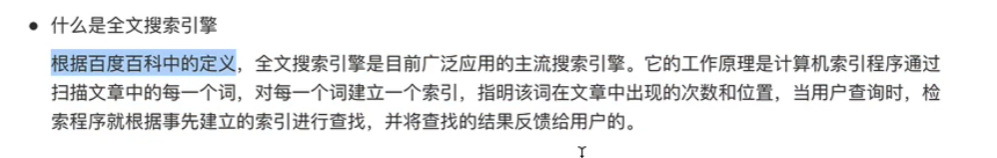 ● 什么是全文搜索引擎
根据百度百科中的定义，全文搜索引擎是目前广泛应用的主流搜索引擎。它的工作原理是计算机索引程序通过
扫描文章中的每一个词，对每一个词建立一个索引，指明该词在文章中出现的次数和位置，当用户查询时，检
索程序就根据事先建立的索引进行查找，并将查找的结果反馈给用户的。